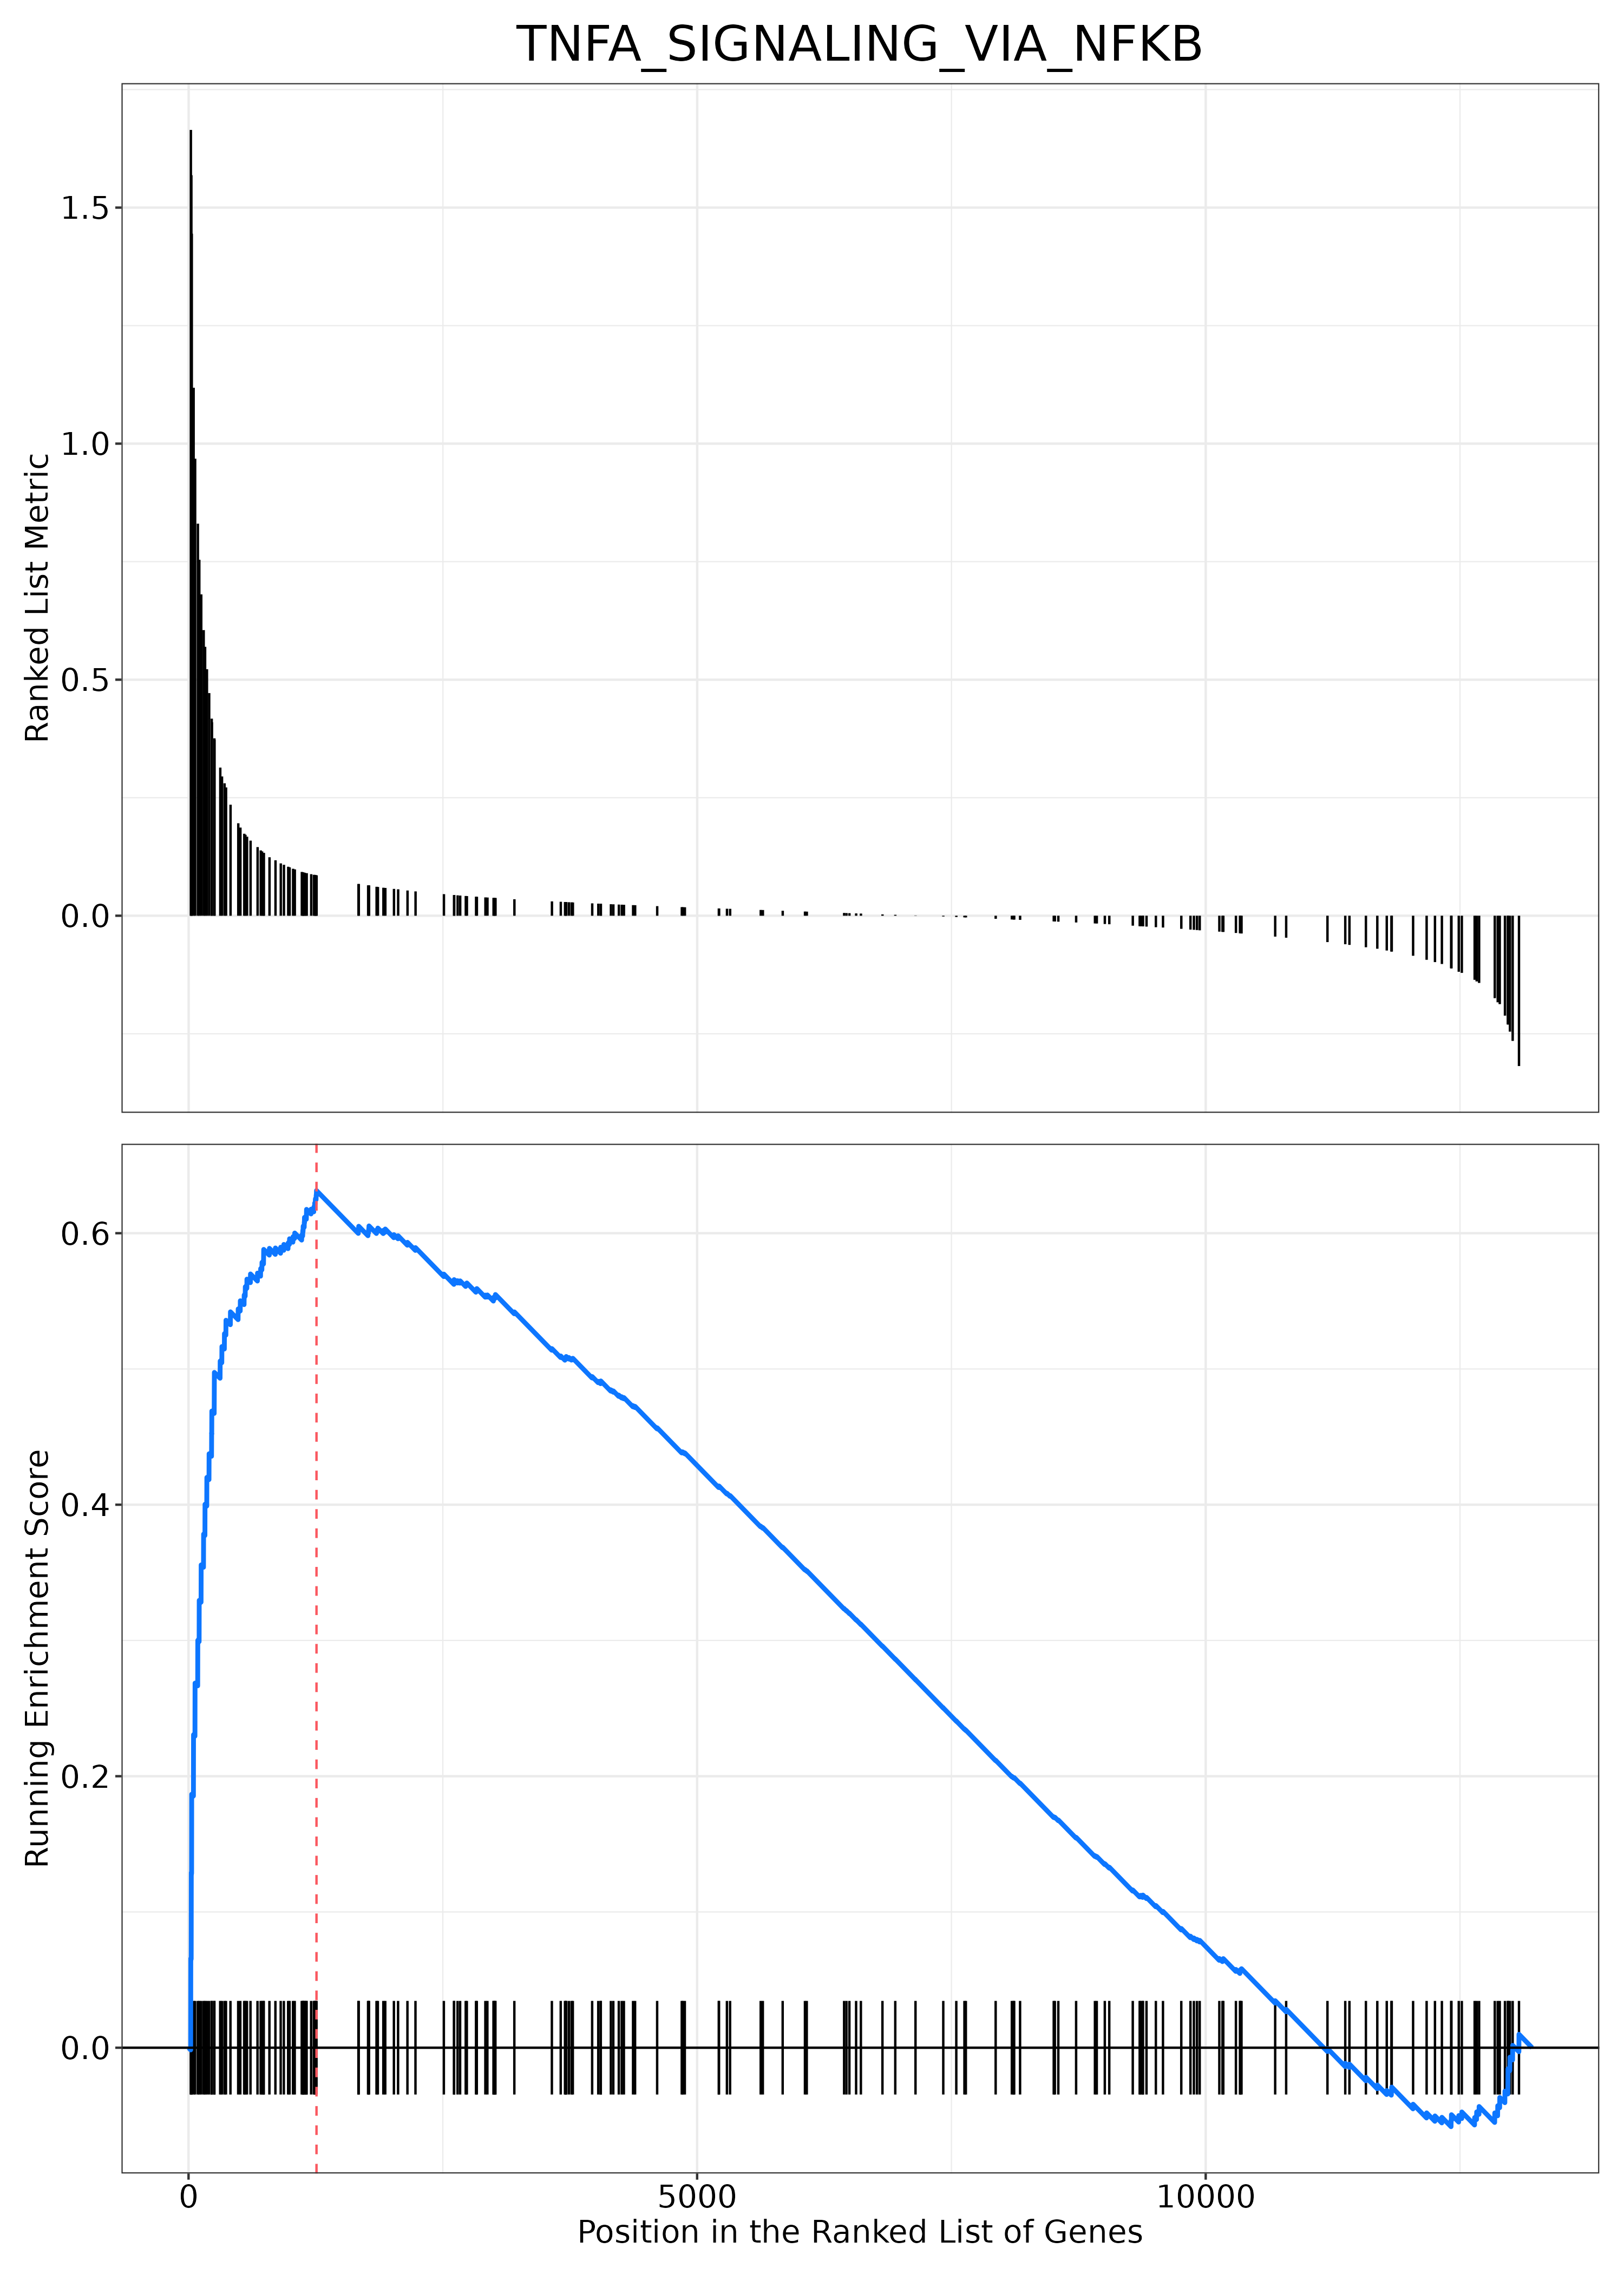 TNFA_SIGNALING_VIA_NFKB
Ranked List Metric
1.5
1.0
0.5
0.0
Running Enrichment Score
0.6
0.4
0.2
0.0
0 5000 10000
Position in the Ranked List of Genes